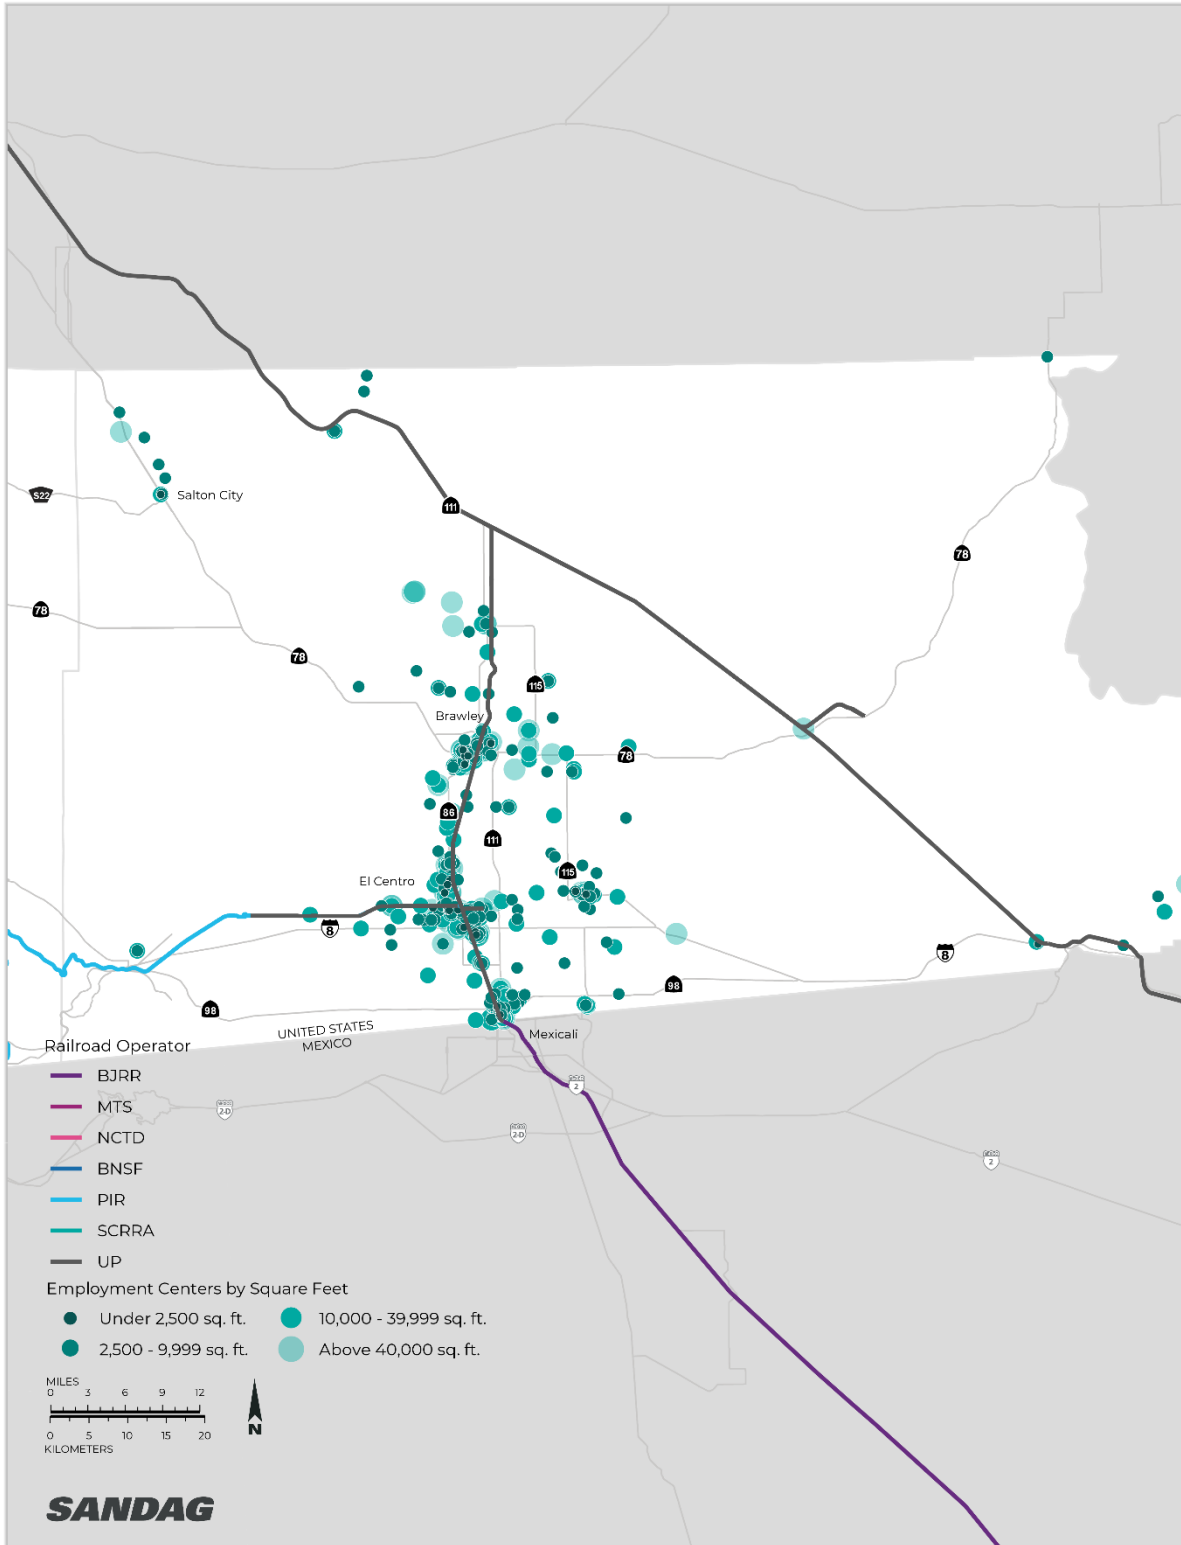 S22
Salton City
111
78
78
78
115
Brawley
78
86
111
115
El Centro
8
8
98
98
UNITED STATES
MEXICO
Mexicali
2
2-D
2-D
2
Railroad Operator
BJRR
MTS
NCTD
BNSF
PIR
SCRRA
UP
Employment Centers by Square Feet
Under 2,500 sq. ft.
10,000 - 39,999 sq. ft.
2,500 - 9,999 sq. ft.
Above 40,000 sq. ft.
MILES
0 3 6 9 12
0 5 10 15 20
KILOMETERS
N
SANDAG